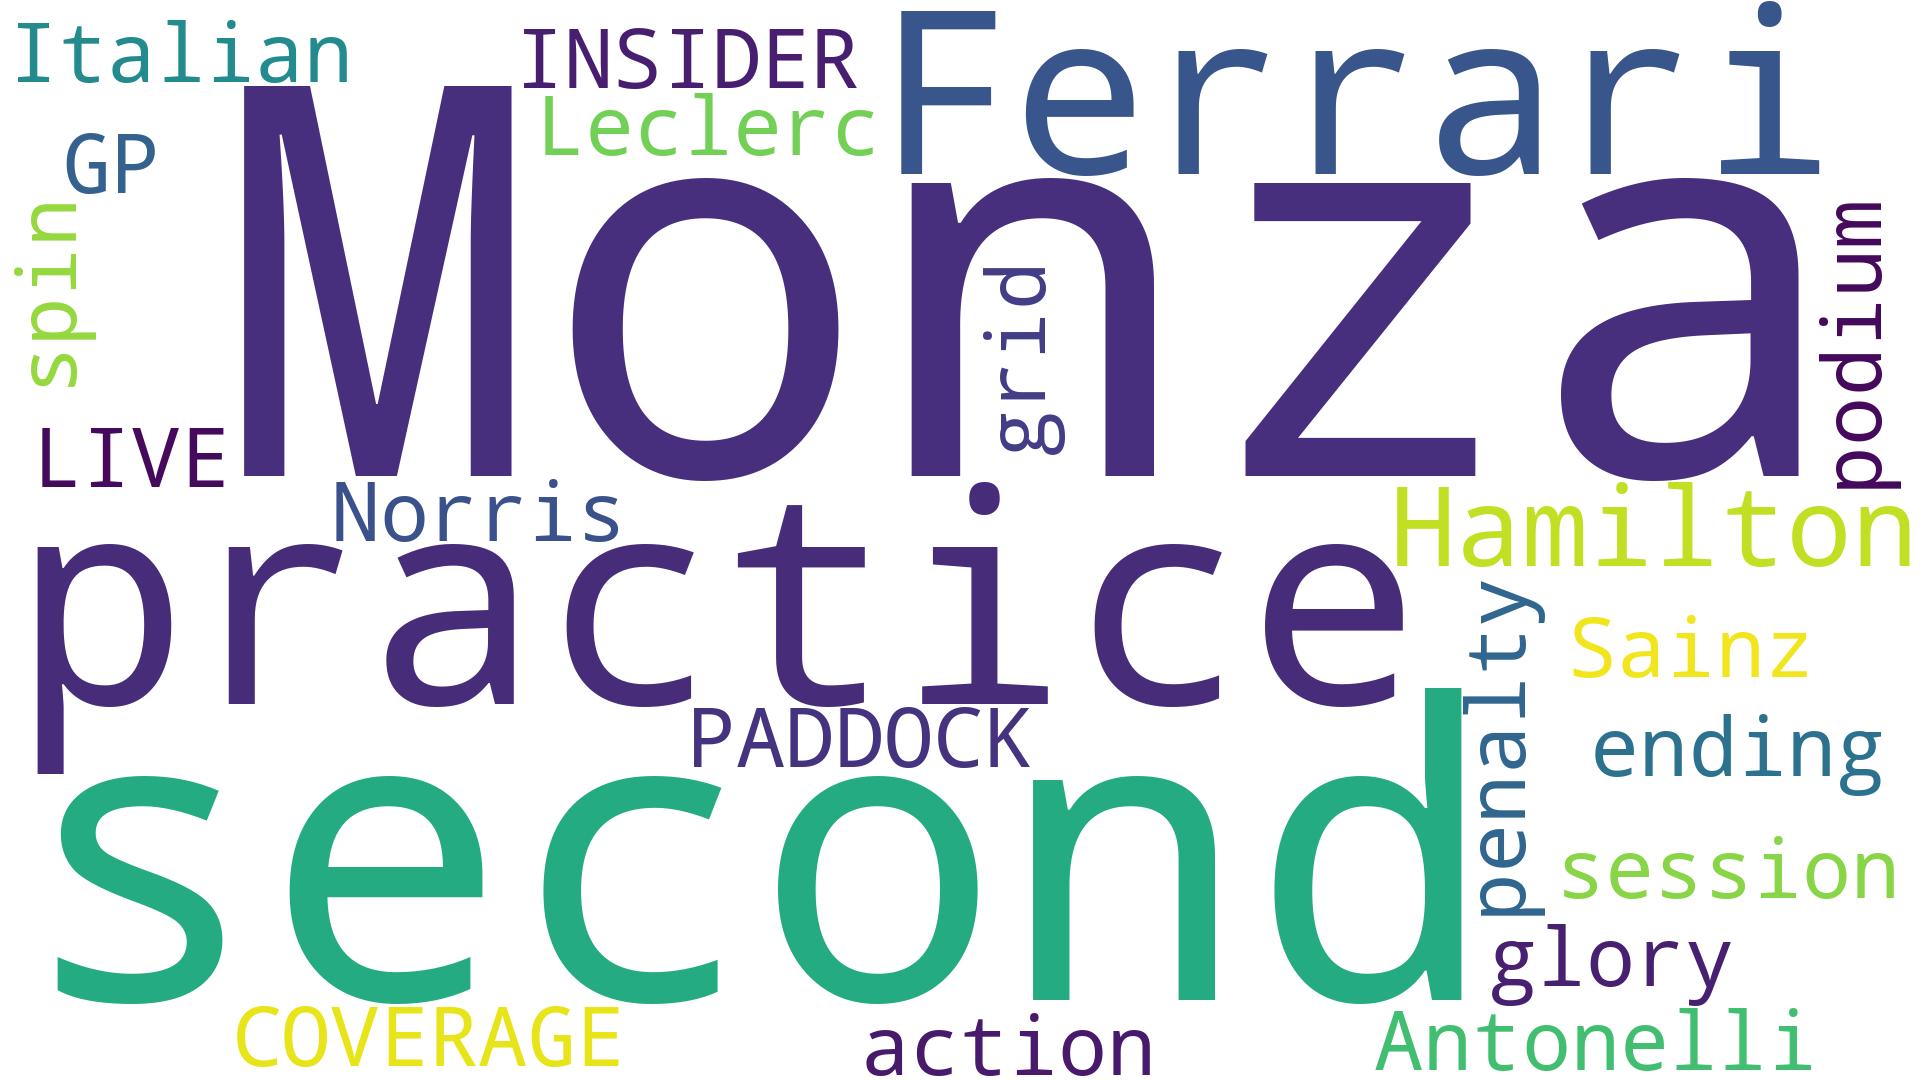 Italian
INSIDER
Ferrari
Leclerc
GP
Monza
spin
grid
podium
LIVE
Norris
Hamilton
practice
penalty
Sainz
PADDOCK
ending
second
session
glory
COVERAGE
action
Antonelli